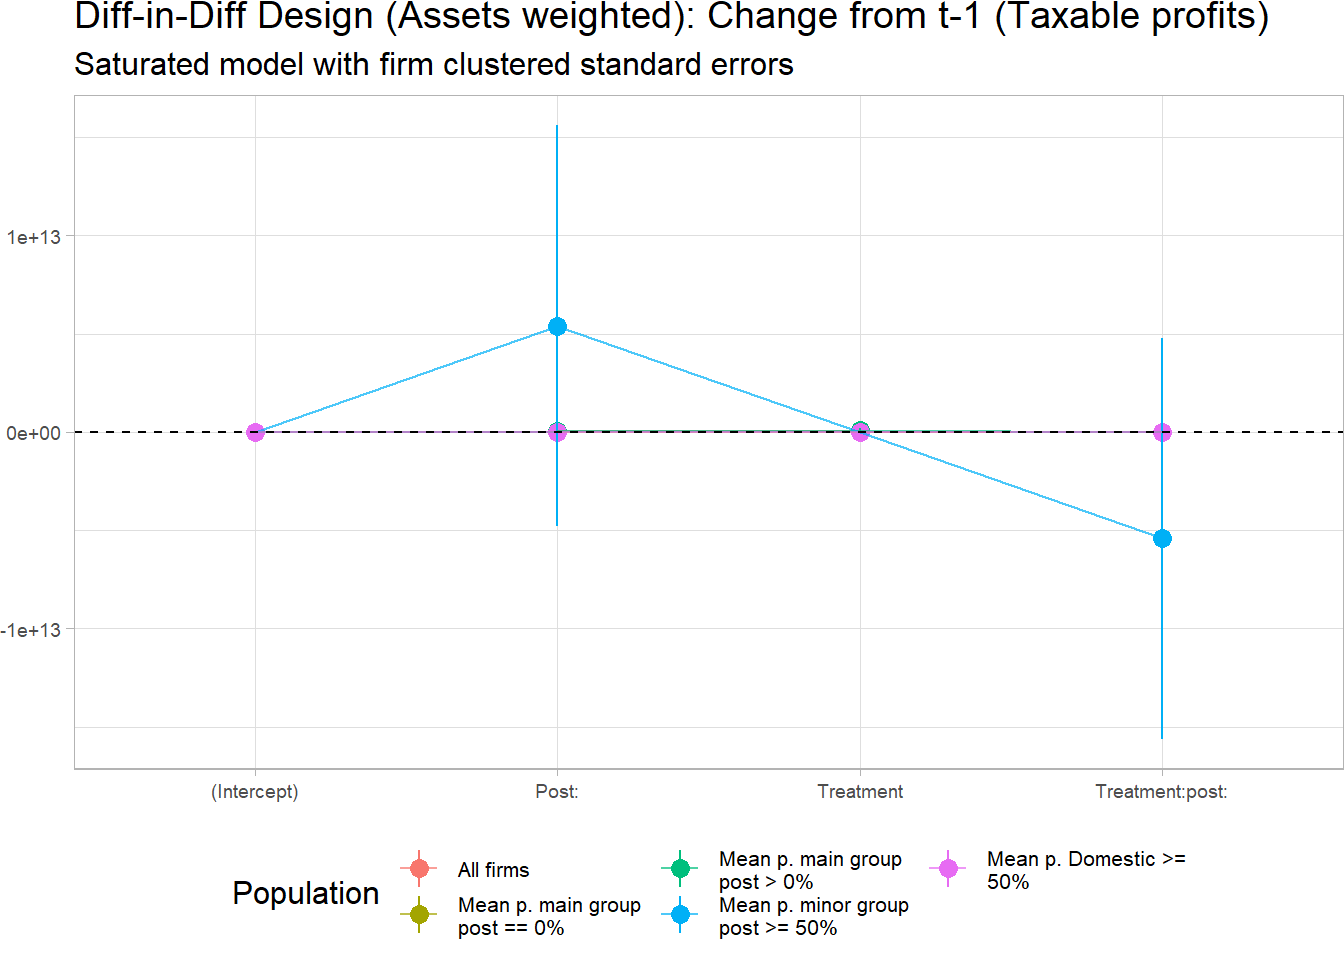 Diff-in-Diff Design (Assets weighted): Change from t-1 (Taxable profits)
Saturated model with firm clustered standard errors
1e+13
0e+00
-1e+13
(Intercept)
Post:
Treatment
Treatment:post:
Population
All firms
Mean p. main group
post == 0%
Mean p. main group
post > 0%
Mean p. minor group
post >= 50%
Mean p. Domestic >=
50%